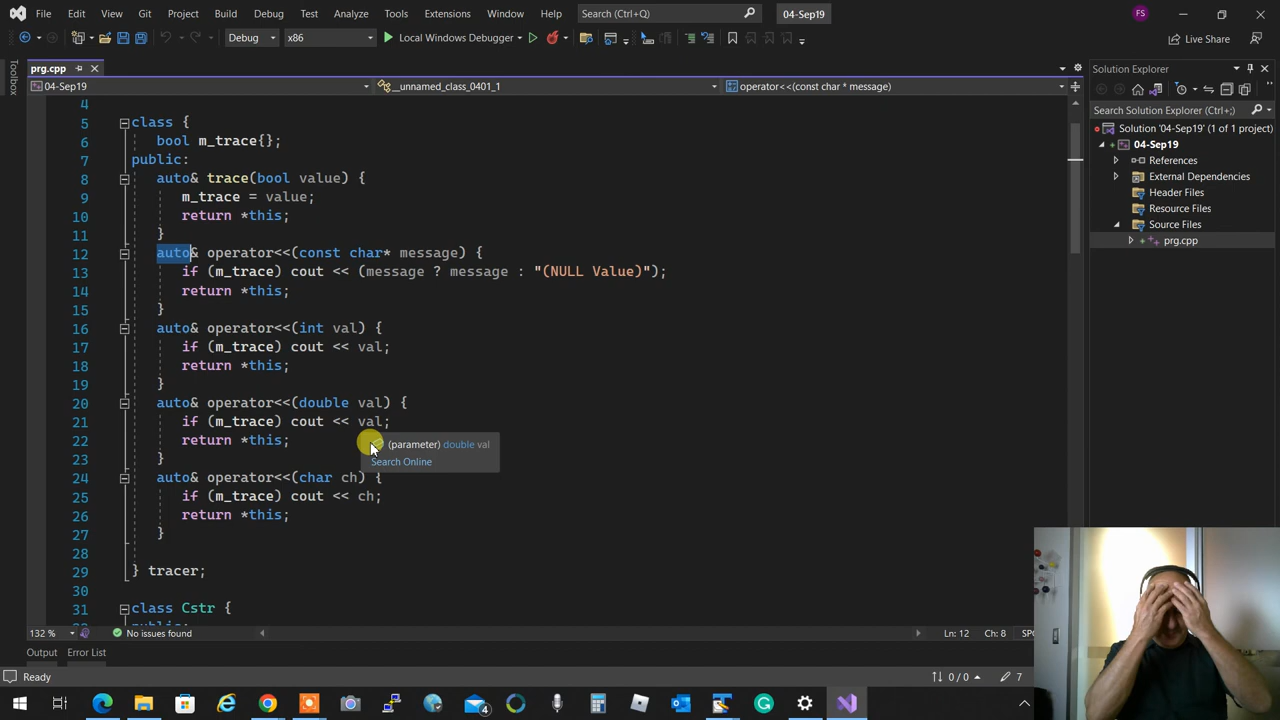 File Edit View Git Project Build Debug Test Analyze Tools Extensions Window Help Search (Ctrl+Q) 04-Sep19 FS
Debug x86 Local Windows Debugger Live Share
Toolbox
prg.cpp
04-Sep19 __unnamed_class_0401_1 operator<<(const char * message)
4
5 class {
6 bool m_trace{};
7 public:
8 auto& trace(bool value) {
9 m_trace = value;
10 return *this;
11 }
12 auto& operator<<(const char* message) {
13 if (m_trace) cout << (message ? message : "(NULL Value)");
14 return *this;
15 }
16 auto& operator<<(int val) {
17 if (m_trace) cout << val;
18 return *this;
19 }
20 auto& operator<<(double val) {
21 if (m_trace) cout << val;
22 return *this;
(parameter) double val
Search Online
23 }
24 auto& operator<<(char ch) {
25 if (m_trace) cout << ch;
26 return *this;
27 }
28
29 } tracer;
30
31 class Cstr {
132 % No issues found Ln: 12 Ch: 8
Output Error List
Ready 0 / 0 7
Solution Explorer
Search Solution Explorer (Ctrl+;)
Solution '04-Sep19' (1 of 1 project)
04-Sep19
References
External Dependencies
Header Files
Resource Files
Source Files
prg.cpp
4